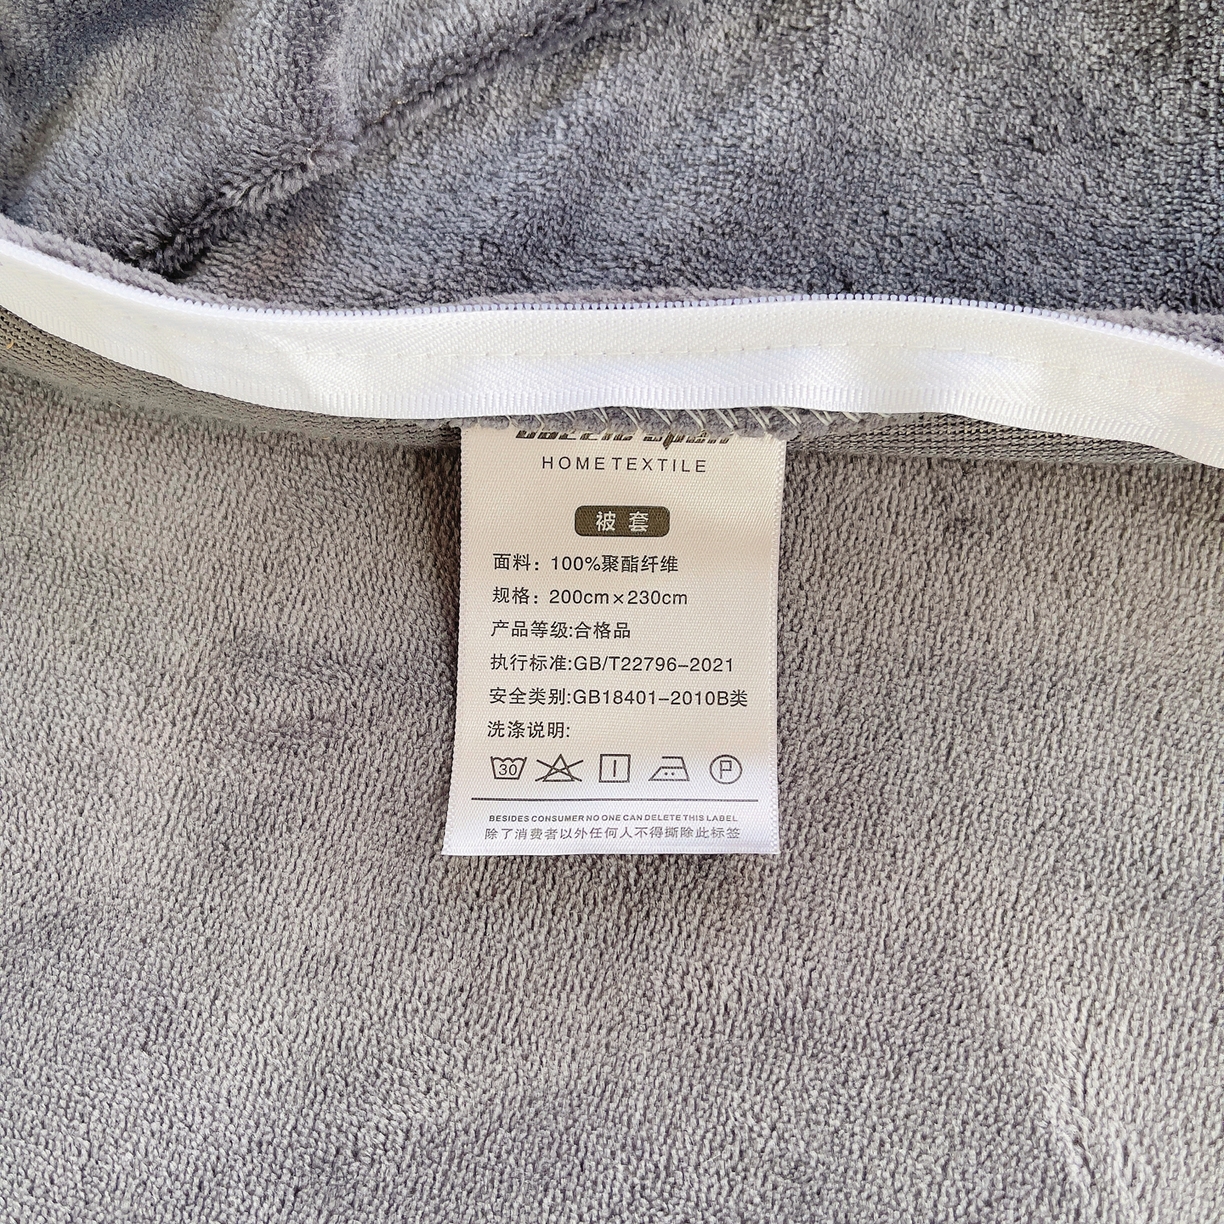 HOMETEXTILE
被套
面料：100%聚酯纤维
规格：200cm×230cm
产品等级:合格品
执行标准:GB/T22796-2021
安全类别:GB18401-2010B类
洗涤说明:
30
P
BESIDES CONSUMER NO ONE CAN DELETE THIS LABEL
除了消费者以外任何人不得撕除此标签